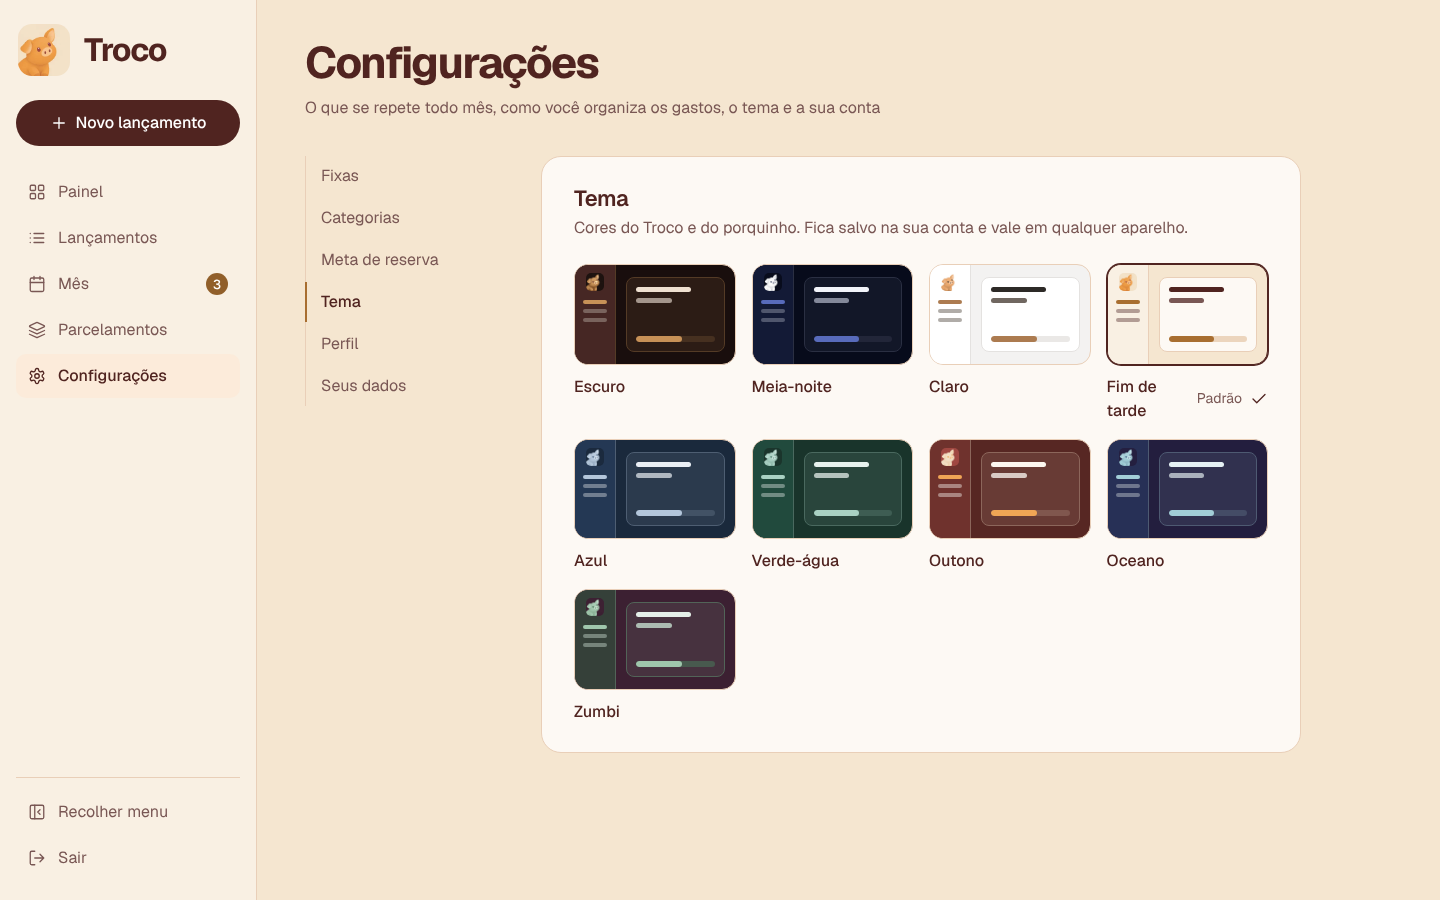 Troco
Novo lançamento
Painel
Lançamentos
Mês 3
Parcelamentos
Configurações
Recolher menu
Sair
Configurações
O que se repete todo mês, como você organiza os gastos, o tema e a sua conta
Fixas
Categorias
Meta de reserva
Tema
Perfil
Seus dados
Tema
Cores do Troco e do porquinho. Fica salvo na sua conta e vale em qualquer aparelho.
Escuro
Meia-noite
Claro
Fim de
tarde
Padrão
Azul
Verde-água
Outono
Oceano
Zumbi